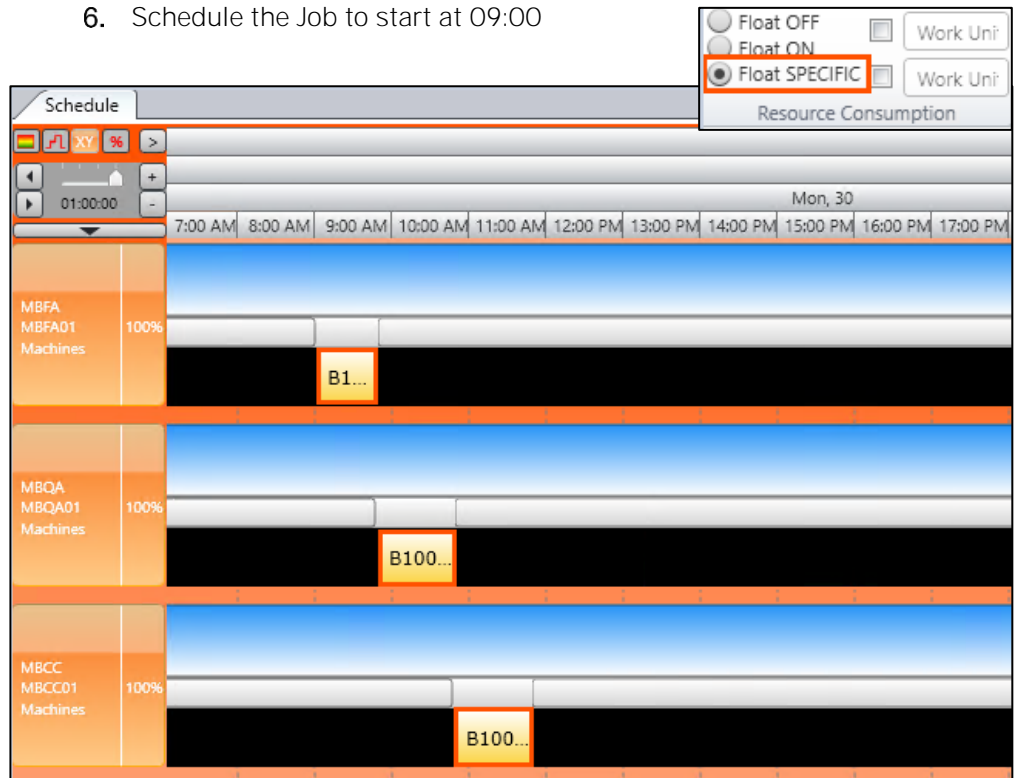 6. Schedule the Job to start at 09:00
Float OFF
Work Uni
Float ON
Float SPECIFIC
Work Uni
Resource Consumption
Schedule
XY % >
+
01:00:00 -
Mon, 30
7:00 AM 8:00 AM 9:00 AM 10:00 AM 11:00 AM 12:00 PM 13:00 PM 14:00 PM 15:00 PM 16:00 PM 17:00 PM
MBFA
MBFA01 100%
Machines
B1...
MBQA
MBQA01 100%
Machines
B100...
MBCC
MBCC01 100%
Machines
B100...